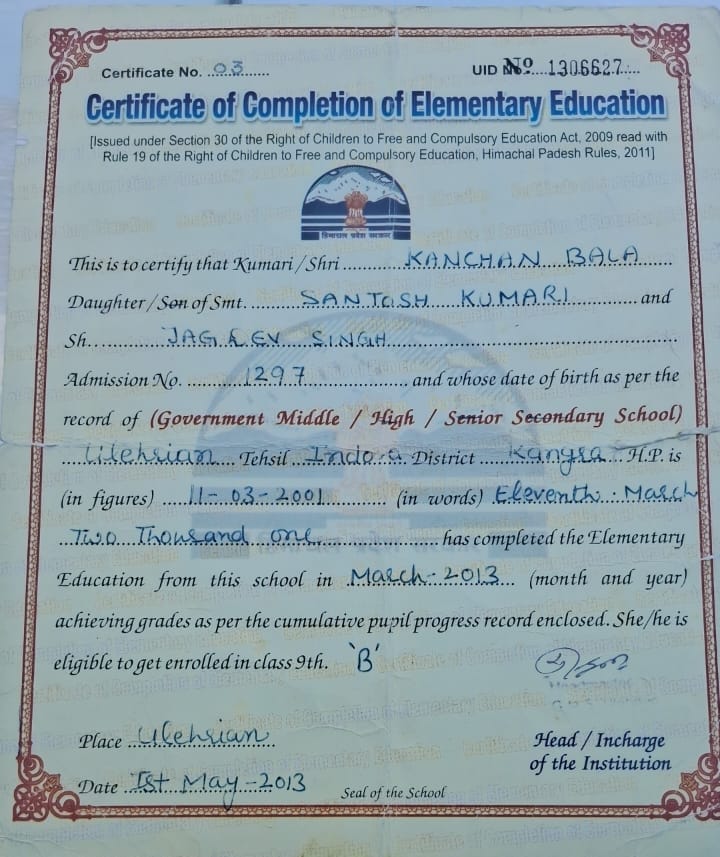 Certificate No. ...03......
UID No ... 1306627....
Certificate of Completion of Elementary Education
[Issued under Section 30 of the Right of Children to Free and Compulsory Education Act, 2009 read with
Rule 19 of the Right of Children to Free and Compulsory Education, Himachal Padesh Rules, 2011]
हिमाचल प्रदेश सरकार
This is to certify that Kumari/Shri KANCHAN BALA
Daughter/Son of Smt. SANTOSH KUMARI and
Sh. JAGDEV SINGH
Admission No. 1297, and whose date of birth as per the
record of (Government Middle / High / Senior Secondary School)
Ulehrian Tehsil Indora District Kangra H.P. is
(in figures) 11-03-2001 (in words) Eleventh: March
Two Thousand one has completed the Elementary
Education from this school in March-2013 (month and year)
achieving grades as per the cumulative pupil progress record enclosed. She/he is
eligible to get enrolled in class 9th. 'B'
Place Ulehrian
Head / Incharge
of the Institution
Date Ist May-2013
Seal of the School